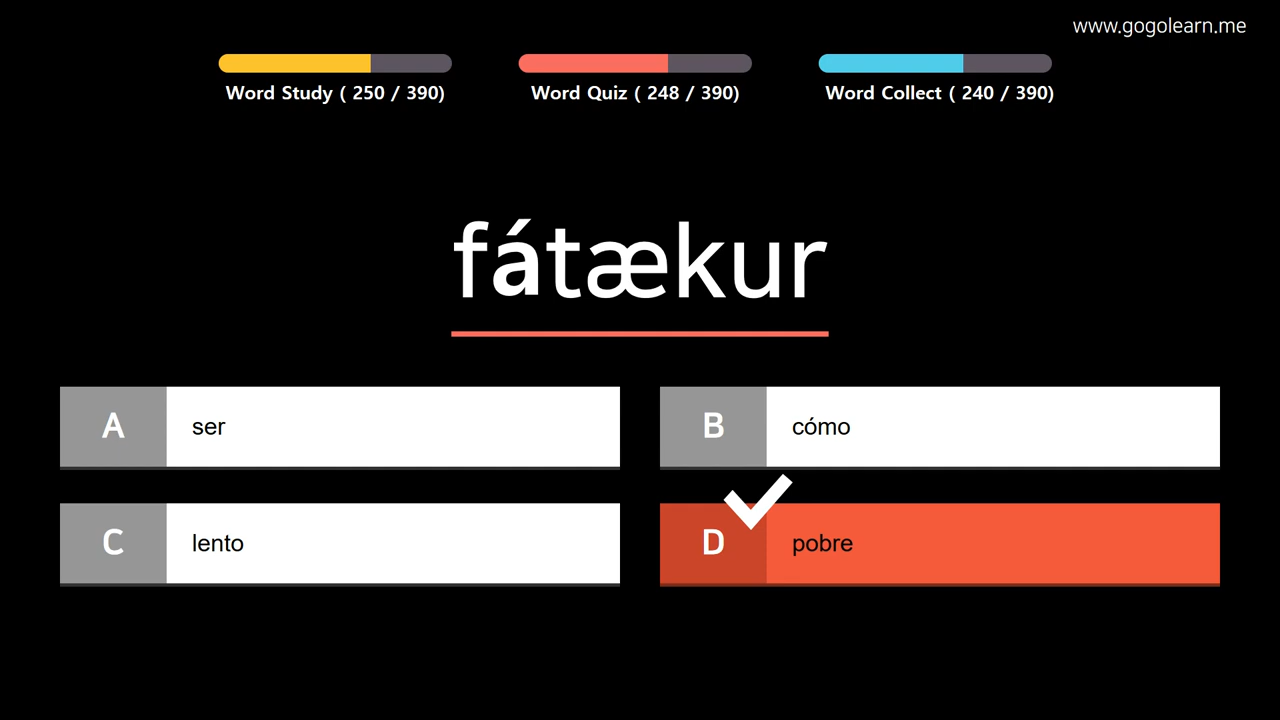 www.gogolearn.me
Word Study ( 250 / 390)
Word Quiz ( 248 / 390)
Word Collect ( 240 / 390)
fátækur
A
ser
B
cómo
C
lento
D
pobre